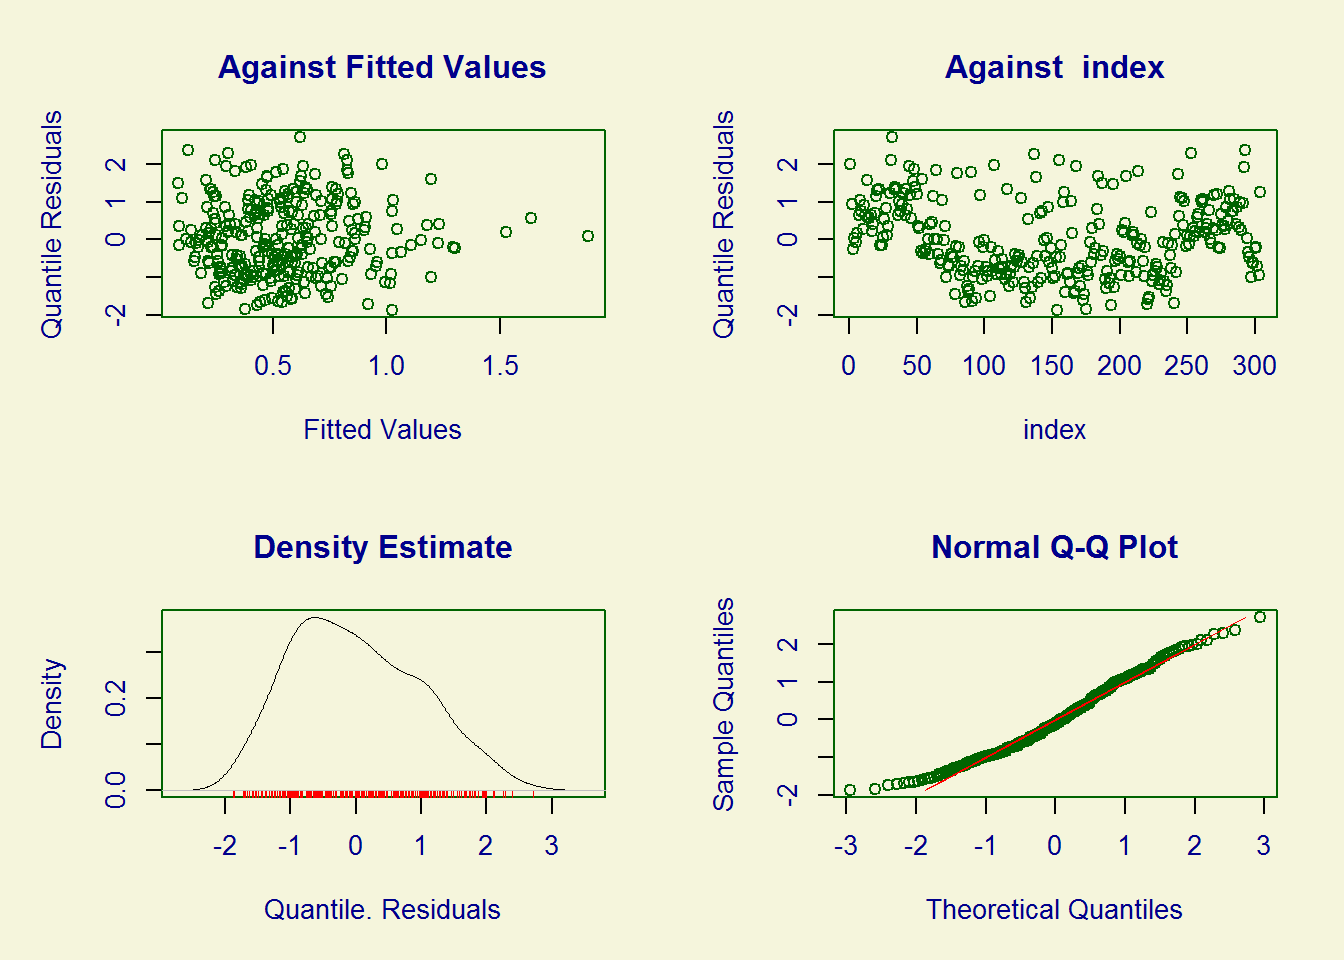 Against Fitted Values
Quantile Residuals
-2 0 1 2
0.5 1.0 1.5
Fitted Values
Against  index
Quantile Residuals
-2 0 1 2
0 50 100 150 200 250 300
index
Density Estimate
Density
0.0 0.2
-2 -1 0 1 2 3
Quantile. Residuals
Normal Q-Q Plot
Sample Quantiles
-2 0 1 2
-3 -2 -1 0 1 2 3
Theoretical Quantiles